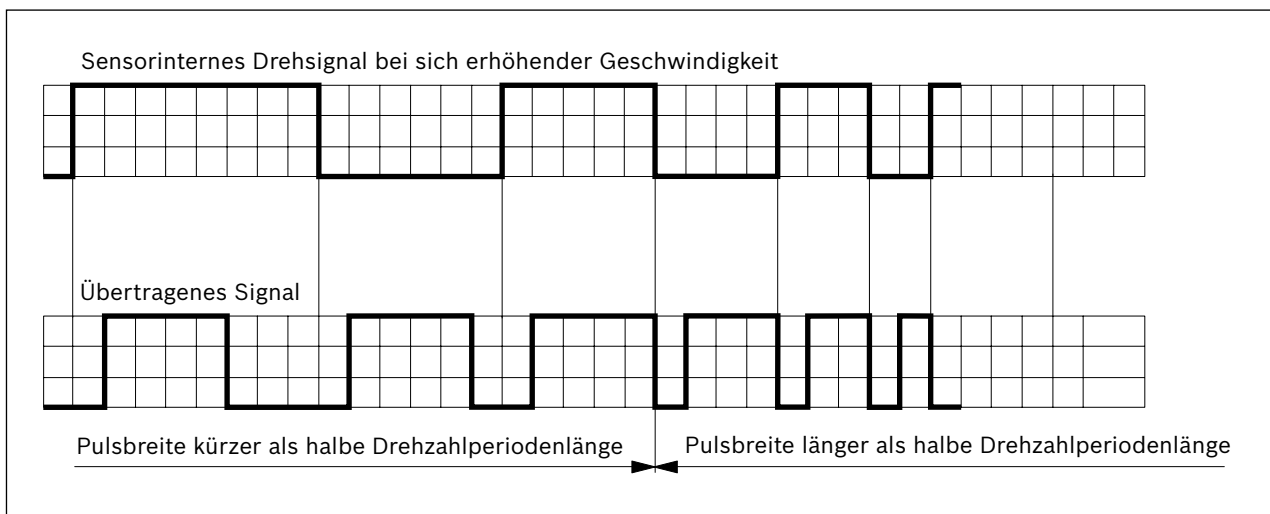 Sensorinternes Drehsignal bei sich erhöhender Geschwindigkeit
Übertragenes Signal
Pulsbreite kürzer als halbe Drehzahlperiodenlänge
Pulsbreite länger als halbe Drehzahlperiodenlänge